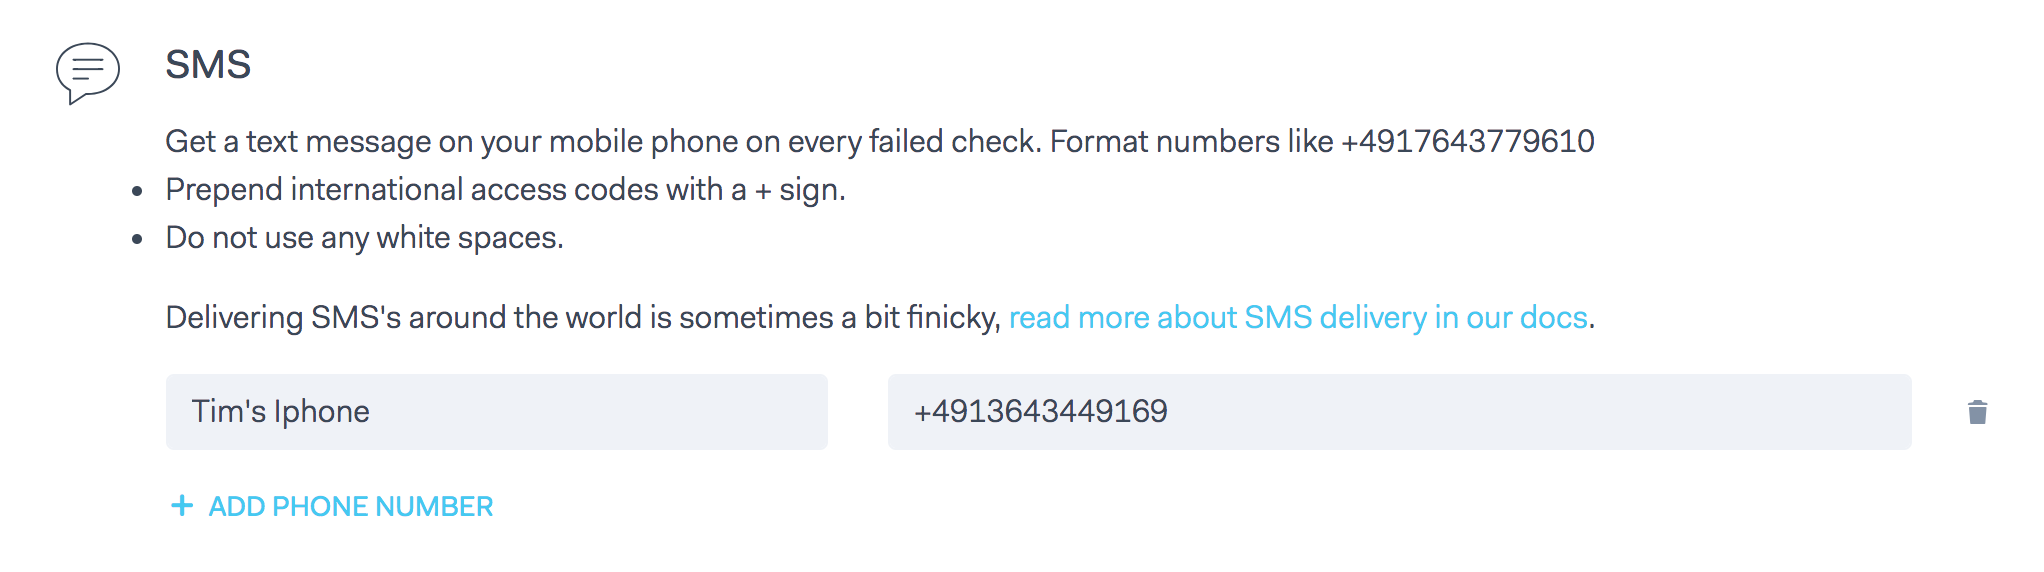 SMS
Get a text message on your mobile phone on every failed check. Format numbers like +4917643779610
• Prepend international access codes with a + sign.
• Do not use any white spaces.
Delivering SMS's around the world is sometimes a bit finicky, read more about SMS delivery in our docs.
Tim's Iphone +4913643449169
+ ADD PHONE NUMBER